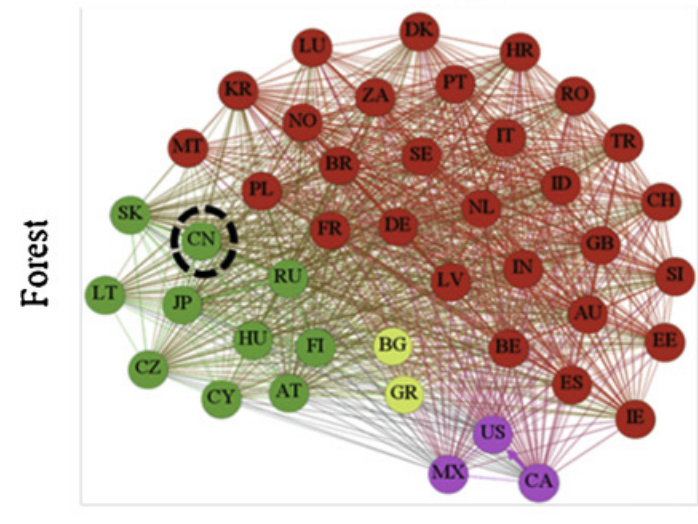 Forest
DK
LU
HR
KR
ZA
PT
RO
NO
MT
BR
SE
IT
TR
PL
ID
CH
SK
CN
FR
DE
NL
GB
RU
LV
IN
SI
LT
JP
AU
HU
FI
BG
BE
EE
CZ
CY
AT
GR
ES
IE
US
MX
CA